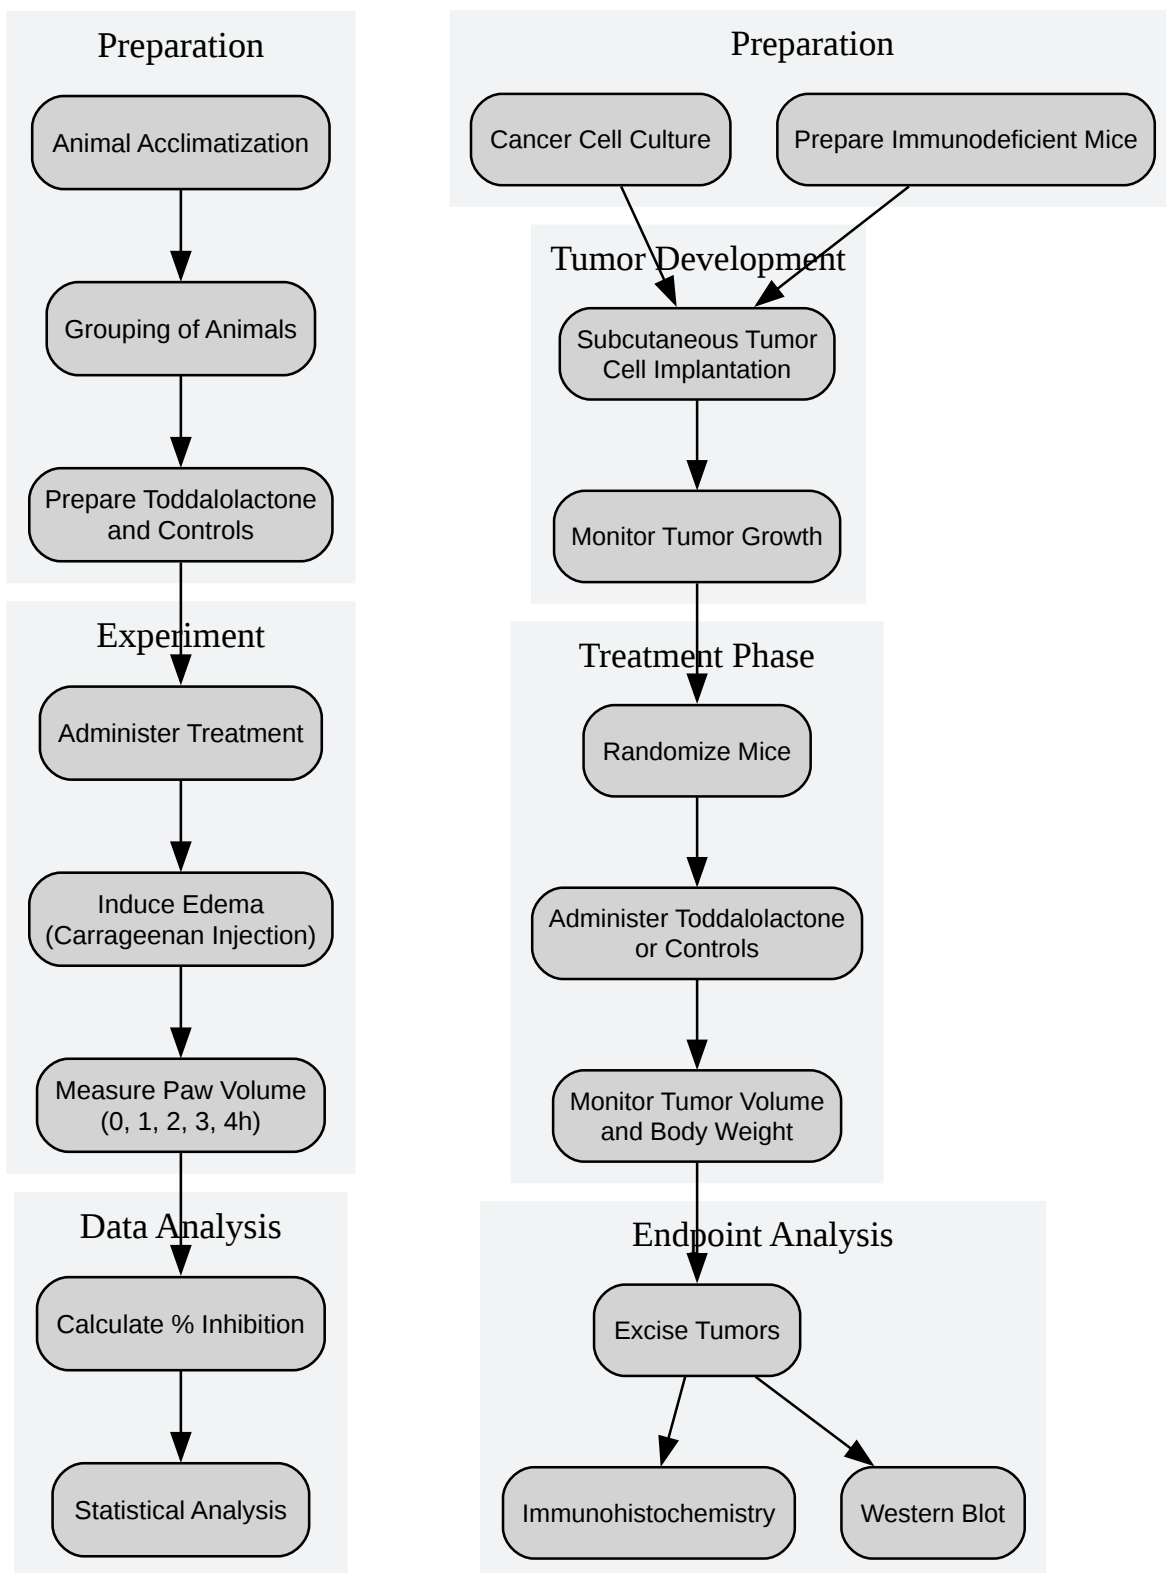 Preparation
Animal Acclimatization
Grouping of Animals
Prepare Toddalolactone
and Controls
Experiment
Administer Treatment
Induce Edema
(Carrageenan Injection)
Measure Paw Volume
(0, 1, 2, 3, 4h)
Data Analysis
Calculate % Inhibition
Statistical Analysis
Preparation
Cancer Cell Culture
Prepare Immunodeficient Mice
Tumor Development
Subcutaneous Tumor
Cell Implantation
Monitor Tumor Growth
Treatment Phase
Randomize Mice
Administer Toddalolactone
or Controls
Monitor Tumor Volume
and Body Weight
Endpoint Analysis
Excise Tumors
Immunohistochemistry
Western Blot